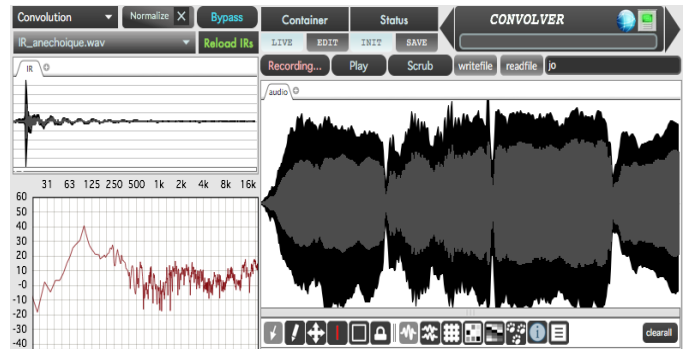 Convolution Normalize X Bypass
IR_anechoique.wav Reload IRs
IR
31 63 125 250 500 1k 2k 4k 8k 16k
60
50
40
30
20
10
-0
-10
-20
-30
-40
Container Status CONVOLVER
LIVE EDIT INIT SAVE
Recording... Play Scrub writefile readfile jo
audio
clearall